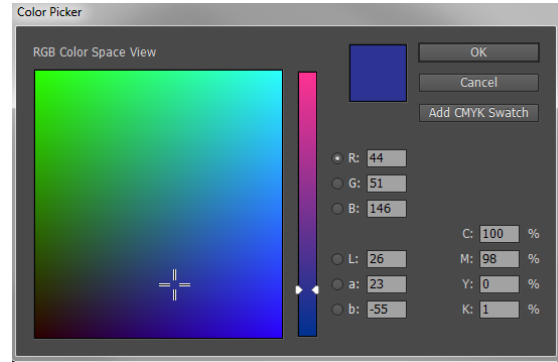 Color Picker
RGB Color Space View
OK
Cancel
Add CMYK Swatch
R: 44
G: 51
B: 146
C: 100 %
L: 26
M: 98 %
a: 23
Y: 0 %
b: -55
K: 1 %